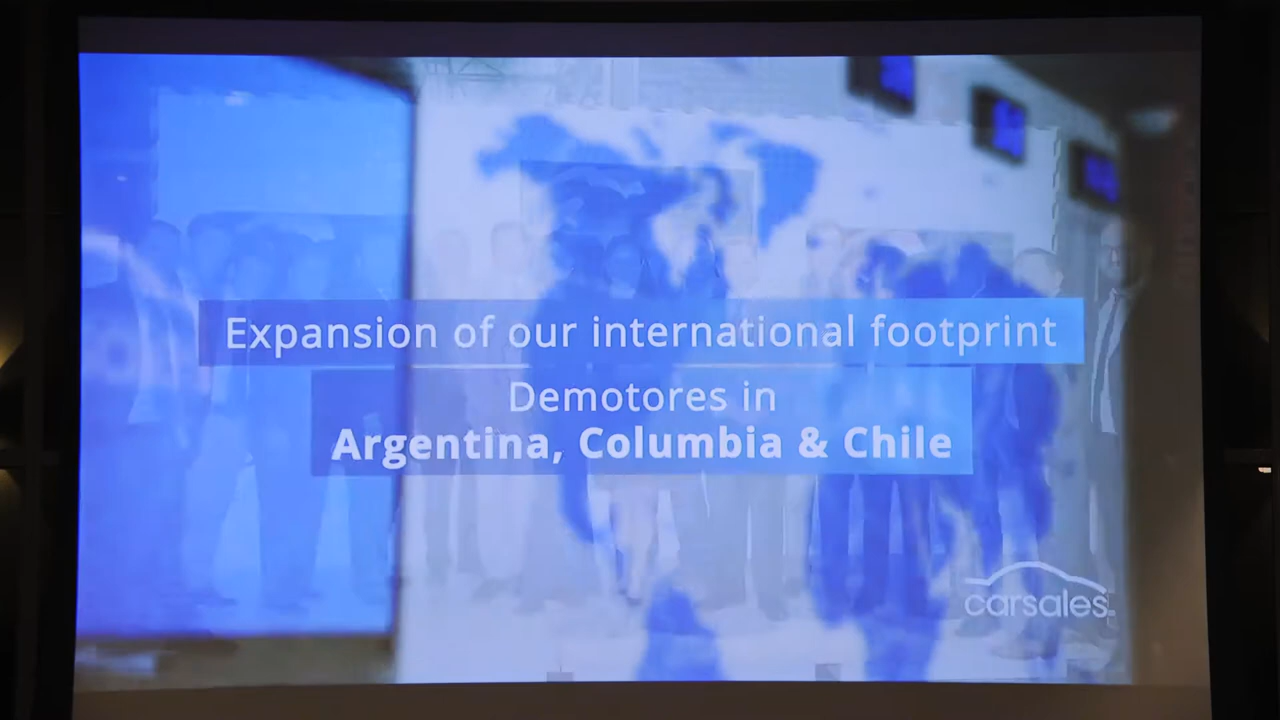 Expansion of our international footprint
Demotores in
Argentina, Columbia & Chile
carsales